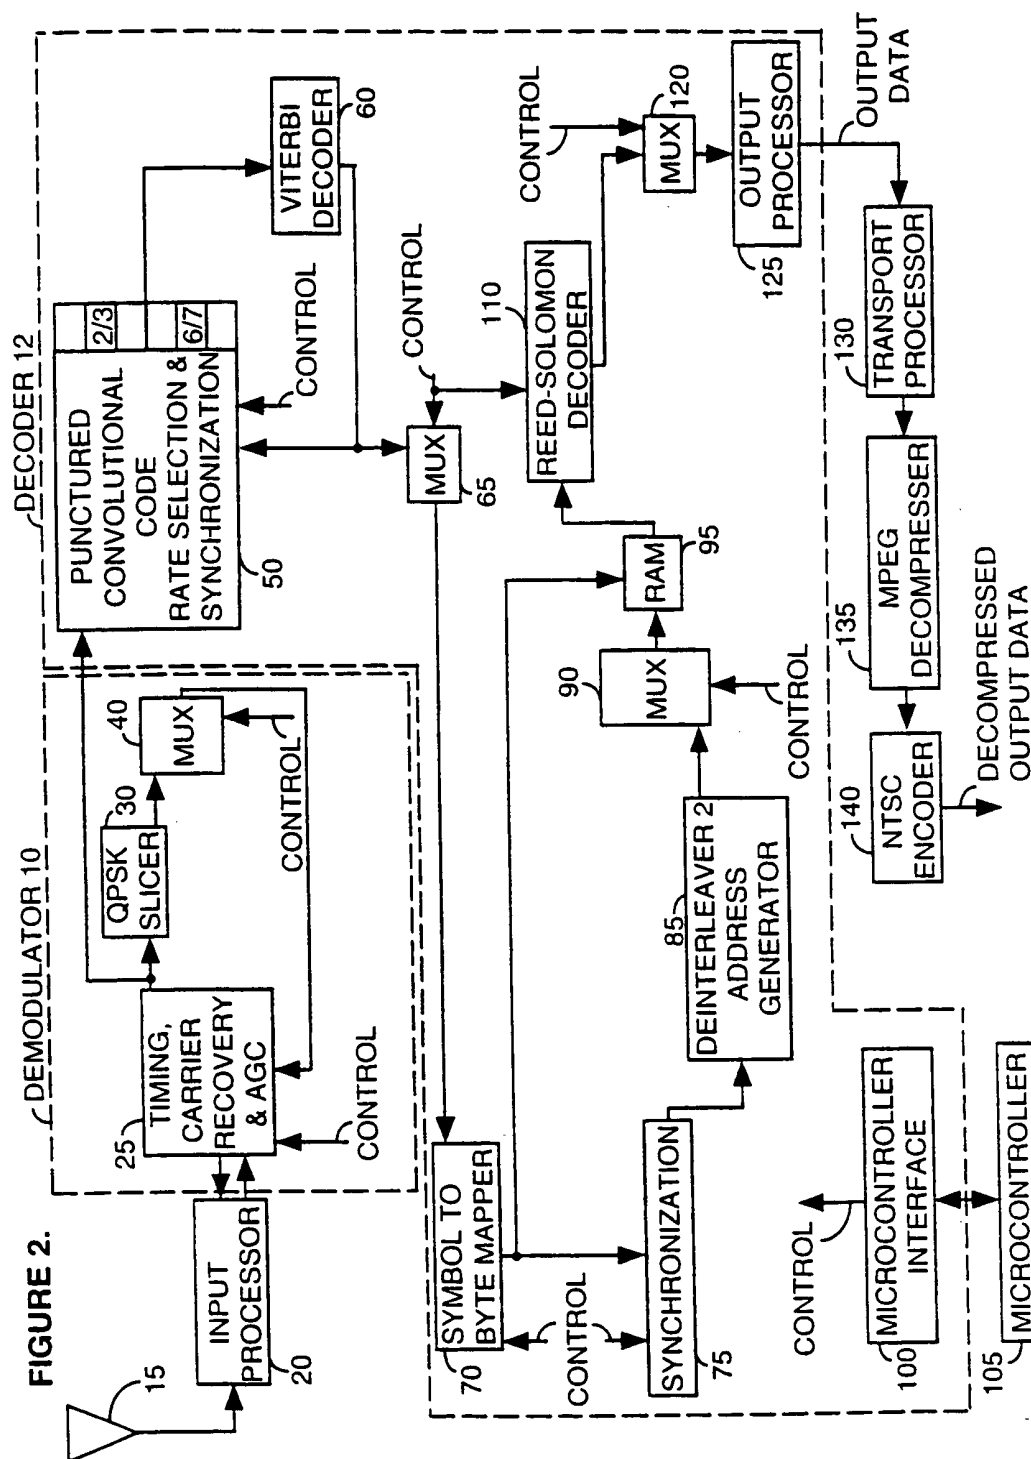 FIGURE 2.
15
INPUT
PROCESSOR
20
DEMODULATOR 10
25
TIMING,
CARRIER
RECOVERY
& AGC
CONTROL
QPSK
SLICER
30
MUX
40
CONTROL
DECODER 12
PUNCTURED
CONVOLUTIONAL
CODE
RATE SELECTION &
SYNCHRONIZATION
2/3
6/7
50
CONTROL
VITERBI
DECODER
60
MUX
65
CONTROL
SYMBOL TO
BYTE MAPPER
70
CONTROL
SYNCHRONIZATION
75
DEINTERLEAVER 2
ADDRESS
GENERATOR
85
MUX
90
CONTROL
RAM
95
REED-SOLOMON
DECODER
110
CONTROL
MUX
120
OUTPUT
PROCESSOR
125
OUTPUT
DATA
TRANSPORT
PROCESSOR
130
MPEG
DECOMPRESSER
135
NTSC
ENCODER
140
DECOMPRESSED
OUTPUT DATA
CONTROL
MICROCONTROLLER
INTERFACE
100
MICROCONTROLLER
105